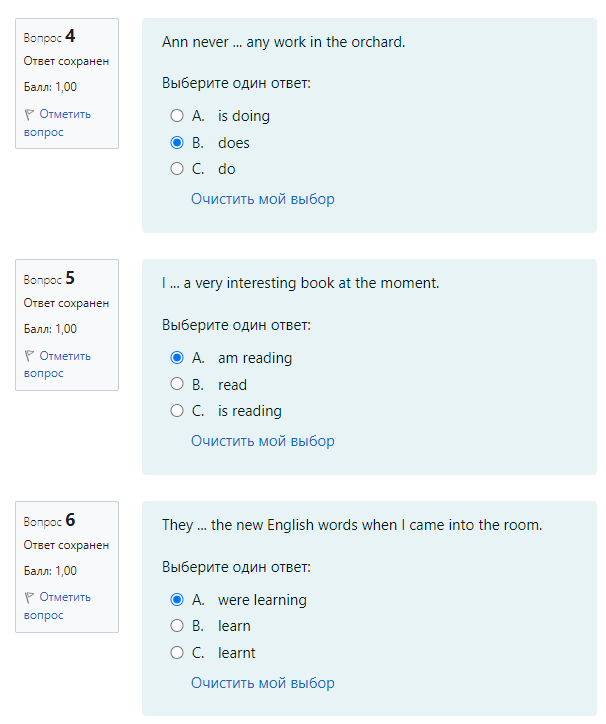 Вопрос 4
Ответ сохранен
Балл: 1,00
Отметить
вопрос
Ann never ... any work in the orchard.
Выберите один ответ:
A. is doing
B. does
C. do
Очистить мой выбор
Вопрос 5
Ответ сохранен
Балл: 1,00
Отметить
вопрос
I ... a very interesting book at the moment.
Выберите один ответ:
A. am reading
B. read
C. is reading
Очистить мой выбор
Вопрос 6
Ответ сохранен
Балл: 1,00
Отметить
вопрос
They ... the new English words when I came into the room.
Выберите один ответ:
A. were learning
B. learn
C. learnt
Очистить мой выбор